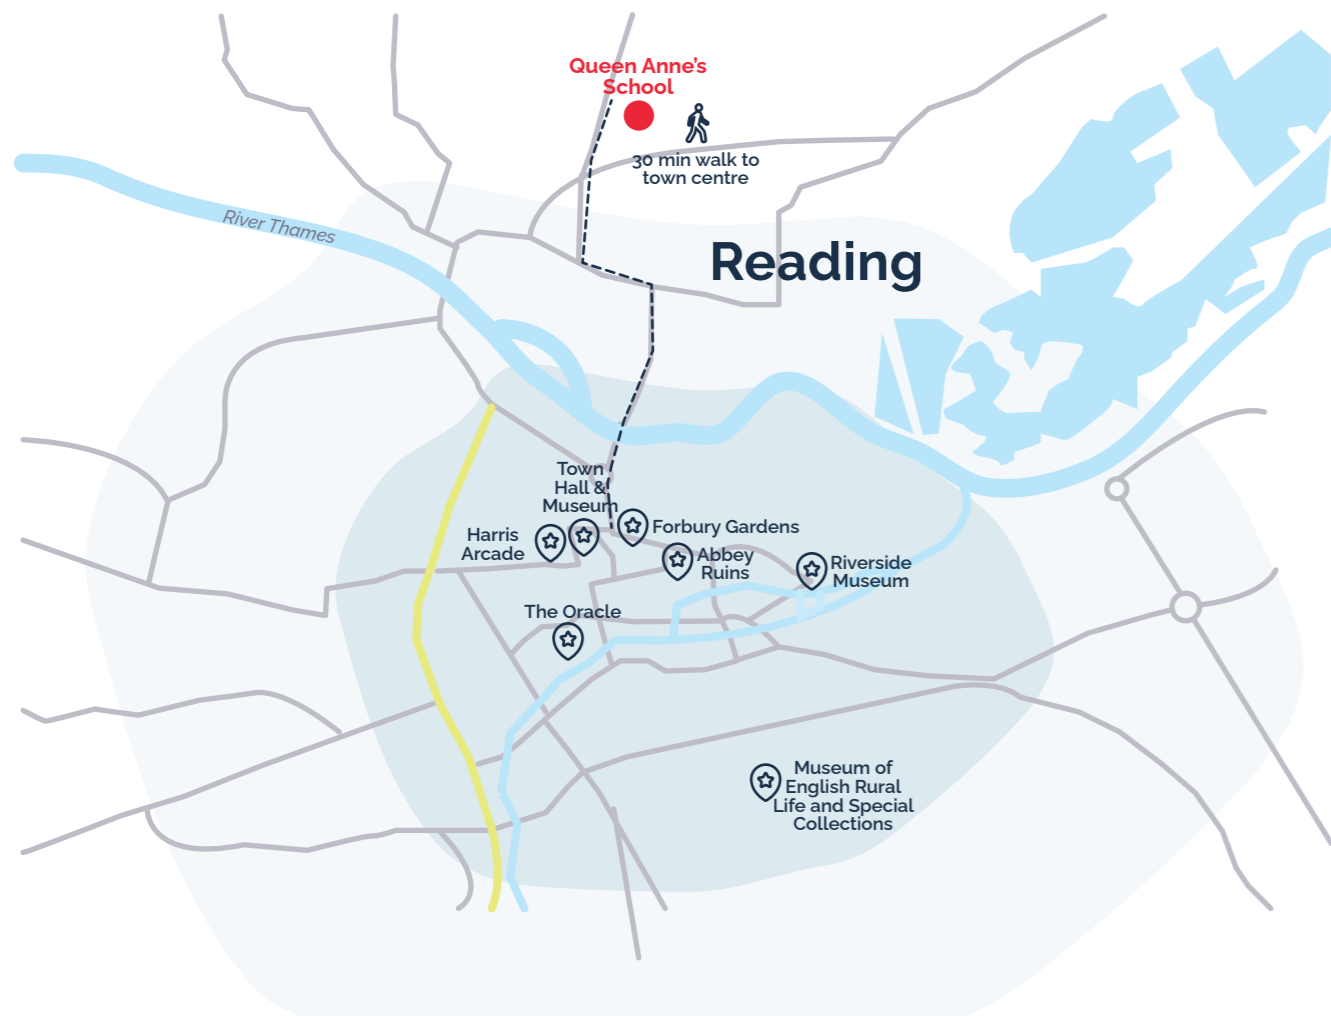 Queen Anne's
School
30 min walk to
town centre
River Thames
Reading
Town
Hall &
Museum
Harris
Arcade
Forbury Gardens
Abbey
Ruins
Riverside
Museum
The Oracle
Museum of
English Rural
Life and Special
Collections